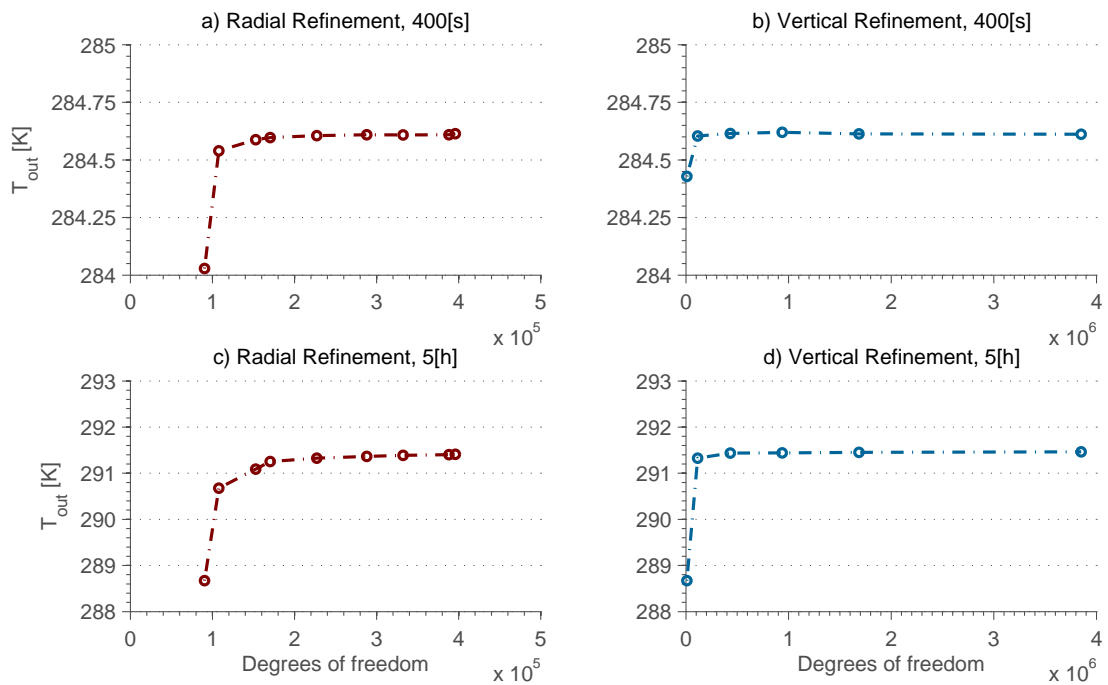 a) Radial Refinement, 400[s]
285
284.75
284.5
284.25
284
T_out [K]
0 1 2 3 4 5
x 10^5
b) Vertical Refinement, 400[s]
285
284.75
284.5
284.25
284
0 1 2 3 4
x 10^6
c) Radial Refinement, 5[h]
293
292
291
290
289
288
T_out [K]
0 1 2 3 4 5
Degrees of freedom
x 10^5
d) Vertical Refinement, 5[h]
293
292
291
290
289
288
0 1 2 3 4
Degrees of freedom
x 10^6